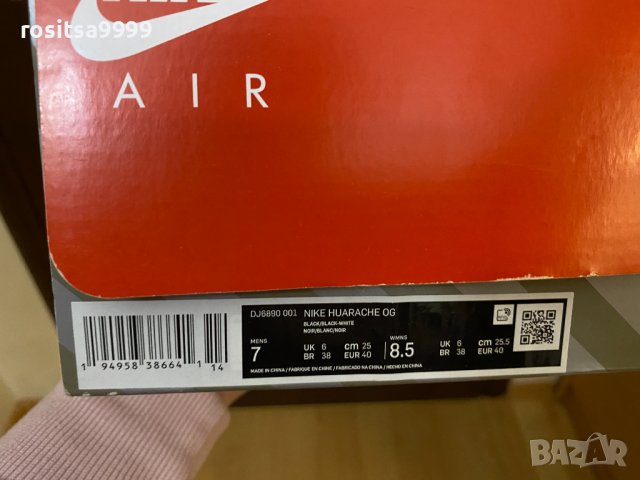 rositsa9999
AIR
DJ6890 001 NIKE HUARACHE OG
BLACK/BLACK-WHITE
NOIR/BLANC/NOIR
MENS
7
UK 6 cm 25
BR 38 EUR 40
WMNS
8.5
UK 6 cm 25.5
BR 38 EUR 40
MADE IN CHINA / FABRIQUE EN CHINE / FABRICADO NA CHINA / HECHO EN CHINA
1 94958 38664 1
14
BAZAR